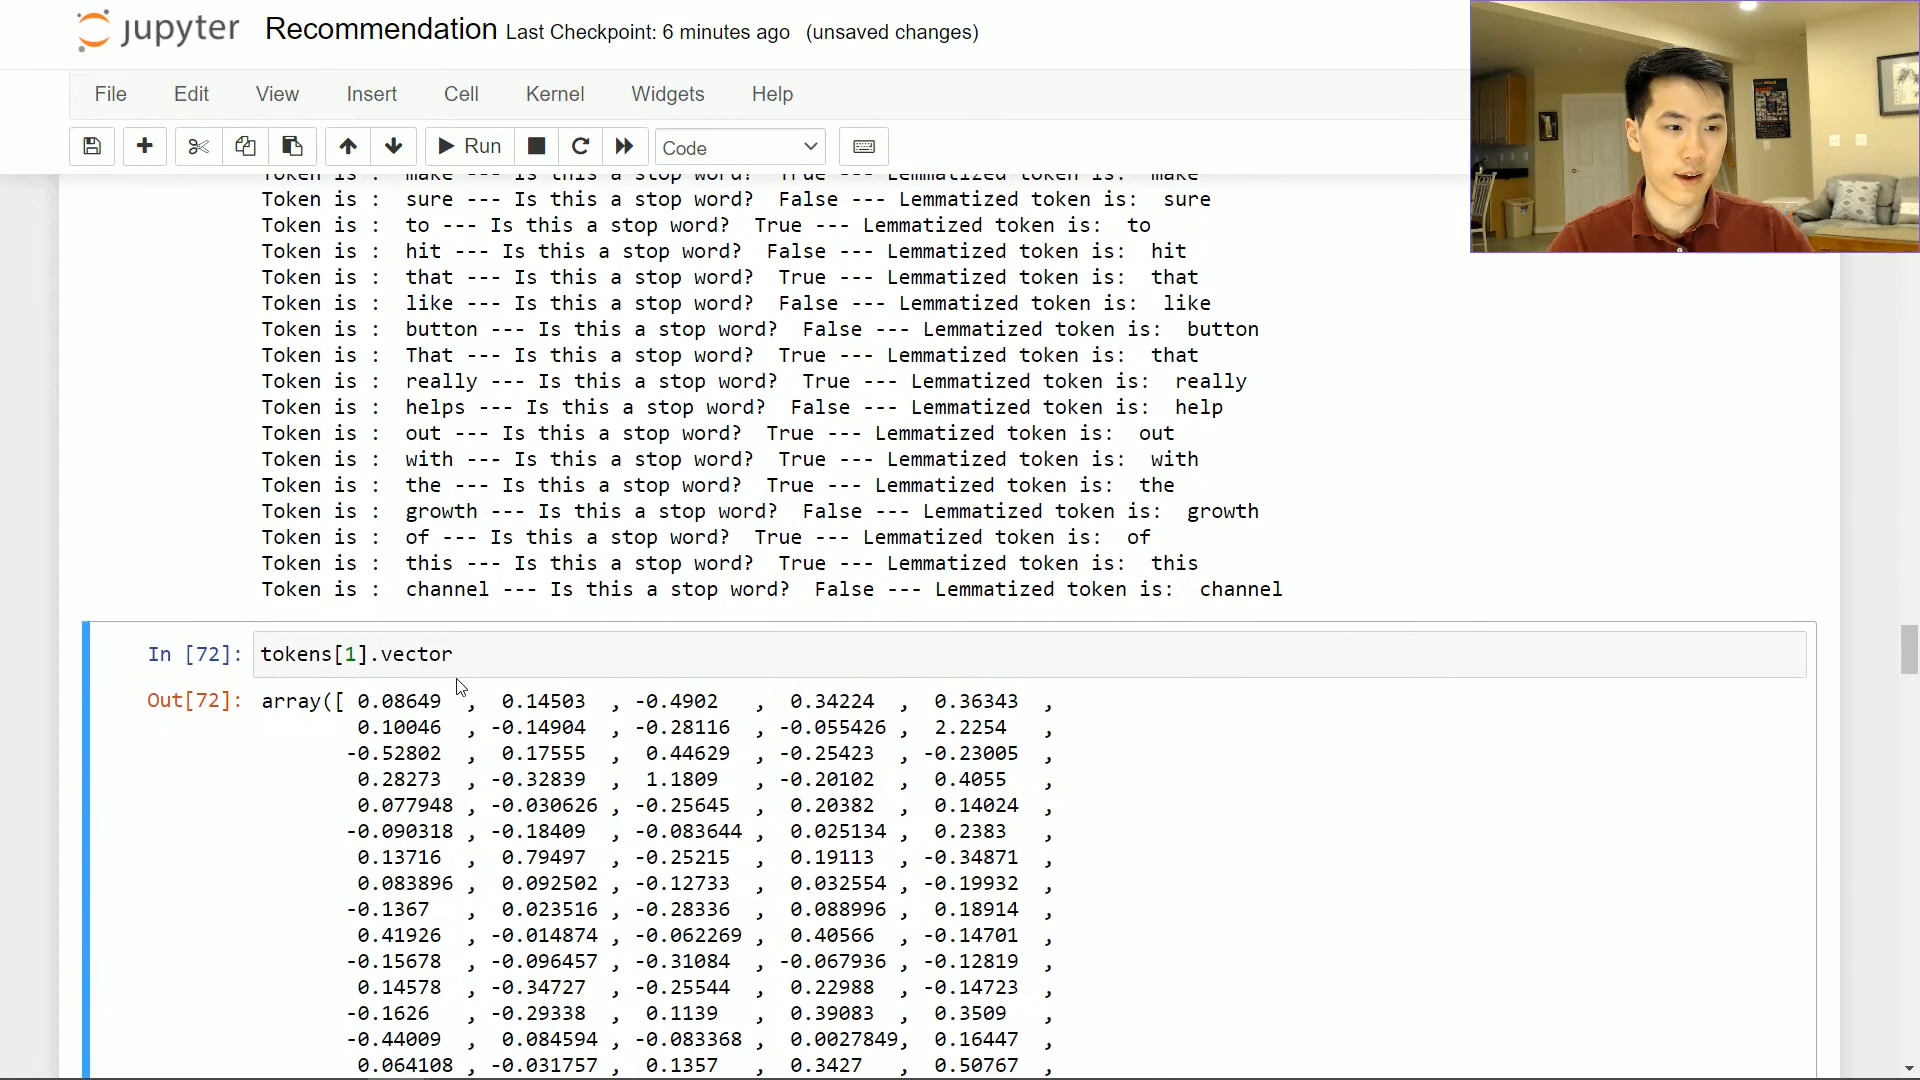 jupyter Recommendation Last Checkpoint: 6 minutes ago (unsaved changes)
File Edit View Insert Cell Kernel Widgets Help
Run Code
Token is : make --- Is this a stop word? True --- Lemmatized token is: make
Token is : sure --- Is this a stop word? False --- Lemmatized token is: sure
Token is : to --- Is this a stop word? True --- Lemmatized token is: to
Token is : hit --- Is this a stop word? False --- Lemmatized token is: hit
Token is : that --- Is this a stop word? True --- Lemmatized token is: that
Token is : like --- Is this a stop word? False --- Lemmatized token is: like
Token is : button --- Is this a stop word? False --- Lemmatized token is: button
Token is : That --- Is this a stop word? True --- Lemmatized token is: that
Token is : really --- Is this a stop word? True --- Lemmatized token is: really
Token is : helps --- Is this a stop word? False --- Lemmatized token is: help
Token is : out --- Is this a stop word? True --- Lemmatized token is: out
Token is : with --- Is this a stop word? True --- Lemmatized token is: with
Token is : the --- Is this a stop word? True --- Lemmatized token is: the
Token is : growth --- Is this a stop word? False --- Lemmatized token is: growth
Token is : of --- Is this a stop word? True --- Lemmatized token is: of
Token is : this --- Is this a stop word? True --- Lemmatized token is: this
Token is : channel --- Is this a stop word? False --- Lemmatized token is: channel
In [72]: tokens[1].vector
Out[72]: array([ 0.08649 , 0.14503 , -0.4902 , 0.34224 , 0.36343 ,
0.10046 , -0.14904 , -0.28116 , -0.055426 , 2.2254 ,
-0.52802 , 0.17555 , 0.44629 , -0.25423 , -0.23005 ,
0.28273 , -0.32839 , 1.1809 , -0.20102 , 0.4055 ,
0.077948 , -0.030626 , -0.25645 , 0.20382 , 0.14024 ,
-0.090318 , -0.18409 , -0.083644 , 0.025134 , 0.2383 ,
0.13716 , 0.79497 , -0.25215 , 0.19113 , -0.34871 ,
0.083896 , 0.092502 , -0.12733 , 0.032554 , -0.19932 ,
-0.1367 , 0.023516 , -0.28336 , 0.088996 , 0.18914 ,
0.41926 , -0.014874 , -0.062269 , 0.40566 , -0.14701 ,
-0.15678 , -0.096457 , -0.31084 , -0.067936 , -0.12819 ,
0.14578 , -0.34727 , -0.25544 , 0.22988 , -0.14723 ,
-0.1626 , -0.29338 , 0.1139 , 0.39083 , 0.3509 ,
-0.44009 , 0.084594 , -0.083368 , 0.0027849, 0.16447 ,
0.064108 , -0.031757 , 0.1357 , 0.3427 , 0.50767 ,